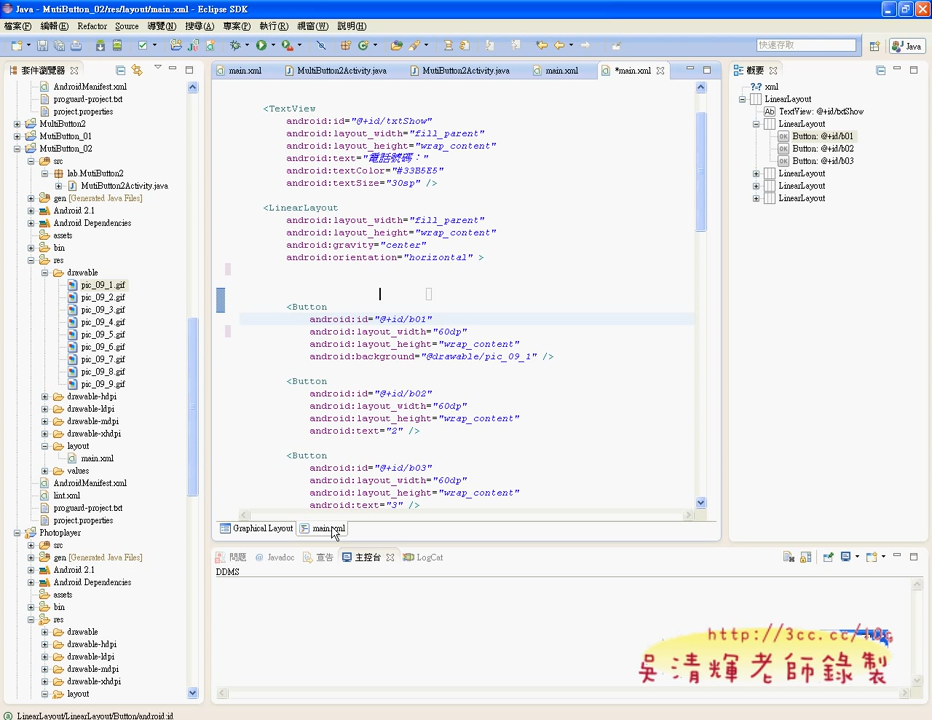 Java - MutiButton_02/res/layout/main.xml - Eclipse SDK
檔案(F) 編輯(E) Refactor Source 導覽(N) 搜尋(A) 專案(P) 執行(R) 視窗(W) 說明(H)
快速存取
Java
套件瀏覽器
AndroidManifest.xml
proguard-project.txt
project.properties
MultiButton2
MutiButton_01
MutiButton_02
src
lab.MutiButton2
MutiButton2Activity.java
gen [Generated Java Files]
Android 2.1
Android Dependencies
assets
bin
res
drawable
pic_09_1.gif
pic_09_2.gif
pic_09_3.gif
pic_09_4.gif
pic_09_5.gif
pic_09_6.gif
pic_09_7.gif
pic_09_8.gif
pic_09_9.gif
drawable-hdpi
drawable-ldpi
drawable-mdpi
drawable-xhdpi
layout
main.xml
values
AndroidManifest.xml
lint.xml
proguard-project.txt
project.properties
Photoplayer
src
gen [Generated Java Files]
Android 2.1
Android Dependencies
assets
bin
res
drawable
drawable-hdpi
drawable-ldpi
drawable-mdpi
drawable-xhdpi
layout
main.xml MultiButton2Activity.java MutiButton2Activity.java main.xml *main.xml
<TextView
android:id="@+id/txtShow"
android:layout_width="fill_parent"
android:layout_height="wrap_content"
android:text="電話號碼："
android:textColor="#33B5E5"
android:textSize="30sp" />
<LinearLayout
android:layout_width="fill_parent"
android:layout_height="wrap_content"
android:gravity="center"
android:orientation="horizontal" >
<Button
android:id="@+id/b01"
android:layout_width="60dp"
android:layout_height="wrap_content"
android:background="@drawable/pic_09_1" />
<Button
android:id="@+id/b02"
android:layout_width="60dp"
android:layout_height="wrap_content"
android:text="2" />
<Button
android:id="@+id/b03"
android:layout_width="60dp"
android:layout_height="wrap_content"
android:text="3" />
Graphical Layout main.xml
概要
xml
LinearLayout
TextView: @+id/txtShow
LinearLayout
Button: @+id/b01
Button: @+id/b02
Button: @+id/b03
LinearLayout
LinearLayout
LinearLayout
問題 Javadoc 宣告 主控台 LogCat
DDMS
吳清輝老師錄製
LinearLayout/LinearLayout/Button/android:id